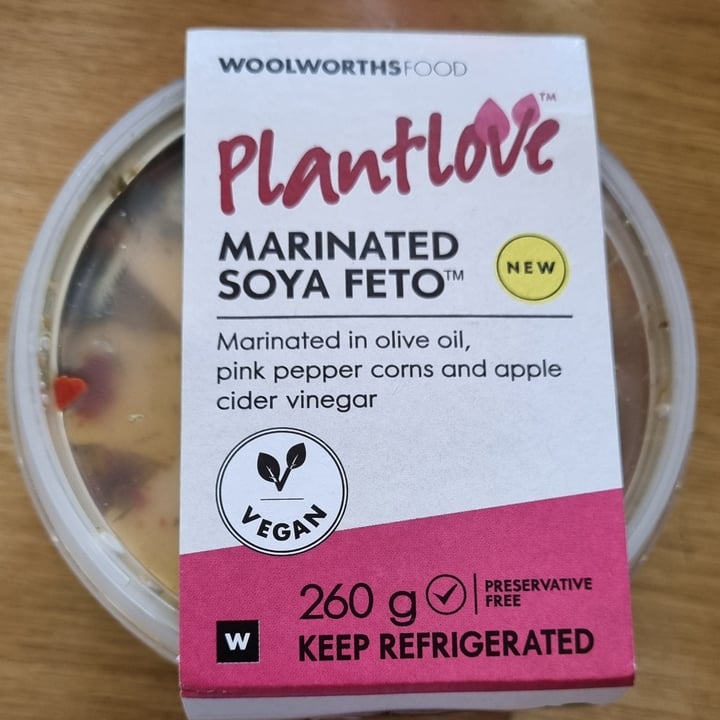 WOOLWORTHSFOOD
Plantlove™
MARINATED
SOYA FETO™
NEW
Marinated in olive oil,
pink pepper corns and apple
cider vinegar
VEGAN
260 g
PRESERVATIVE
FREE
W
KEEP REFRIGERATED